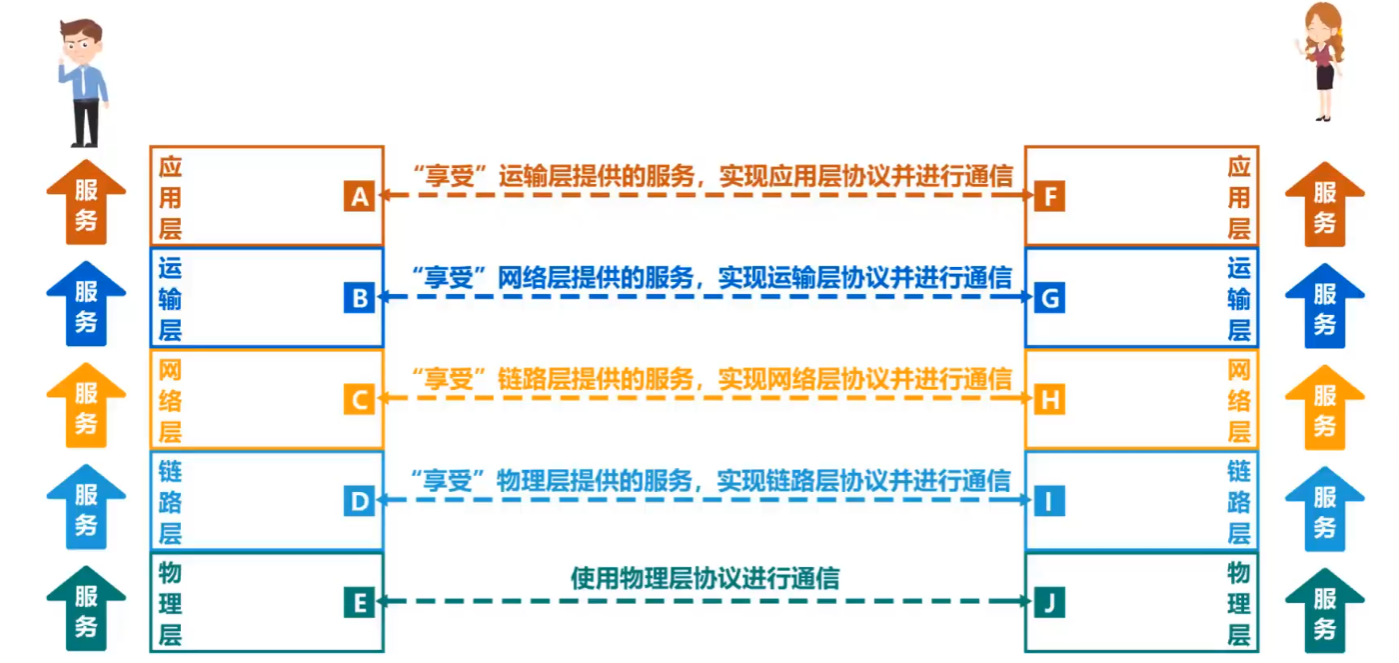 服务
应用层
A
“享受”运输层提供的服务，实现应用层协议并进行通信
F
应用层
服务
服务
运输层
B
“享受”网络层提供的服务，实现运输层协议并进行通信
G
运输层
服务
服务
网络层
C
“享受”链路层提供的服务，实现网络层协议并进行通信
H
网络层
服务
服务
链路层
D
“享受”物理层提供的服务，实现链路层协议并进行通信
I
链路层
服务
服务
物理层
E
使用物理层协议进行通信
J
物理层
服务